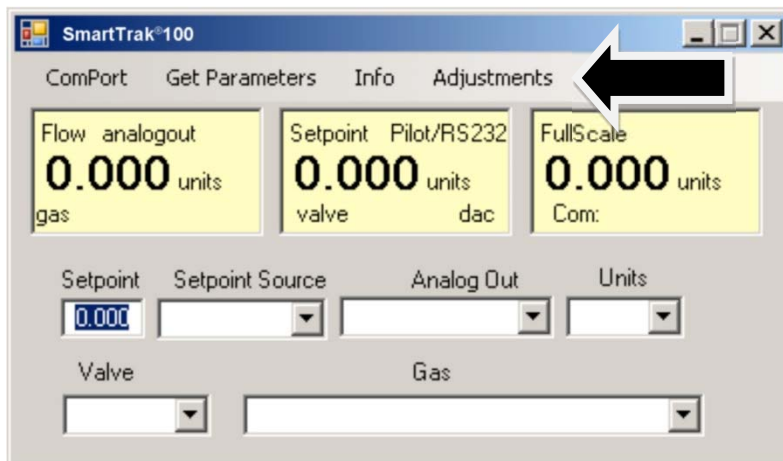 SmartTrak®100
ComPort Get Parameters Info Adjustments
Flow analogout
0.000 units
gas
Setpoint Pilot/RS232
0.000 units
valve dac
FullScale
0.000 units
Com:
Setpoint Setpoint Source Analog Out Units
0.000
Valve Gas